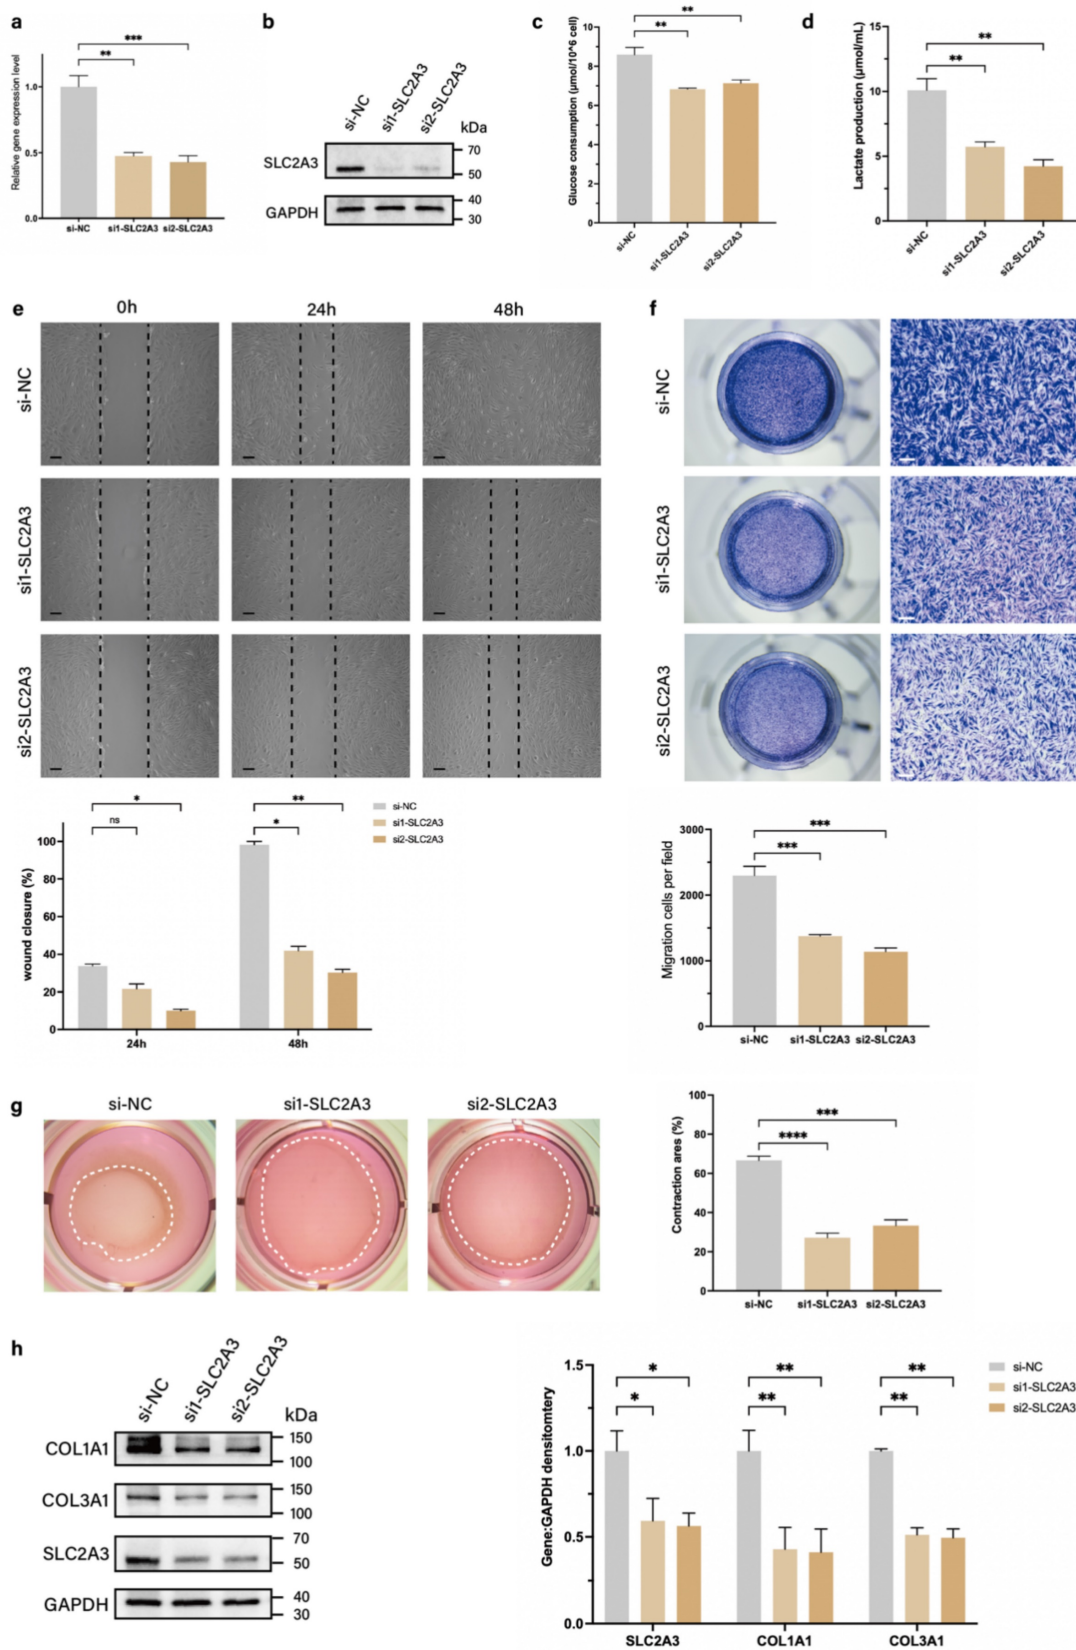 a
Relative gene expression level
1.0
0.5
0.0
**
***
si-NC
si1-SLC2A3
si2-SLC2A3
b
si-NC
si1-SLC2A3
si2-SLC2A3
kDa
SLC2A3
70
50
GAPDH
40
30
c
Glucose consumption (μmol/10^6 cell)
10
8
6
4
2
0
**
**
si-NC
si1-SLC2A3
si2-SLC2A3
d
Lactate production (μmol/mL)
15
10
5
0
**
**
si-NC
si1-SLC2A3
si2-SLC2A3
e
0h
24h
48h
si-NC
si1-SLC2A3
si2-SLC2A3
wound closure (%)
100
80
60
40
20
0
*
ns
**
*
si-NC
si1-SLC2A3
si2-SLC2A3
24h
48h
f
si-NC
si1-SLC2A3
si2-SLC2A3
Migration cells per field
3000
2000
1000
0
***
***
si-NC
si1-SLC2A3
si2-SLC2A3
g
si-NC
si1-SLC2A3
si2-SLC2A3
Contraction ares (%)
100
80
60
40
20
0
***
****
si-NC
si1-SLC2A3
si2-SLC2A3
h
si-NC
si1-SLC2A3
si2-SLC2A3
kDa
COL1A1
150
100
COL3A1
150
100
SLC2A3
70
50
GAPDH
40
30
Gene:GAPDH densitomtery
1.5
1.0
0.5
0.0
*
*
**
**
**
**
si-NC
si1-SLC2A3
si2-SLC2A3
SLC2A3
COL1A1
COL3A1